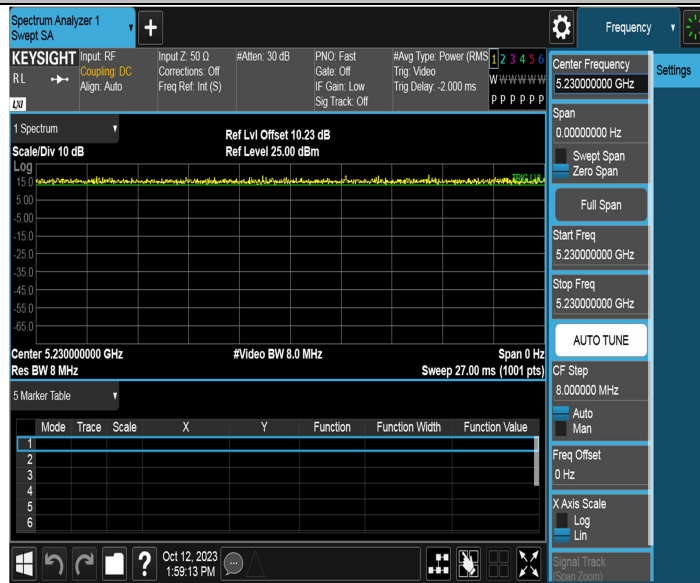 Spectrum Analyzer 1
Swept SA
+
Frequency
KEYSIGHT
RL
LXI
Input: RF
Coupling: DC
Align: Auto
Input Z: 50 Ω
Corrections: Off
Freq Ref: Int (S)
#Atten: 30 dB
PNO: Fast
Gate: Off
IF Gain: Low
Sig Track: Off
#Avg Type: Power (RMS
Trig: Video
Trig Delay: -2.000 ms
1 2 3 4 5 6
W W W W W W
P P P P P P
Center Frequency
5.230000000 GHz
Settings
Span
0.00000000 Hz
Swept Span
Zero Span
Full Span
Start Freq
5.230000000 GHz
Stop Freq
5.230000000 GHz
AUTO TUNE
CF Step
8.000000 MHz
Auto
Man
Freq Offset
0 Hz
X Axis Scale
Log
Lin
Signal Track
(Span Zoom)
1 Spectrum
Scale/Div 10 dB
Ref Lvl Offset 10.23 dB
Ref Level 25.00 dBm
Log
15.0
TRIG LVL
5.00
-5.00
-15.0
-25.0
-35.0
-45.0
-55.0
-65.0
Center 5.230000000 GHz
#Video BW 8.0 MHz
Span 0 Hz
Res BW 8 MHz
Sweep 27.00 ms (1001 pts)
5 Marker Table
Mode Trace Scale X Y Function Function Width Function Value
1
2
3
4
5
6
?
Oct 12, 2023
1:59:13 PM